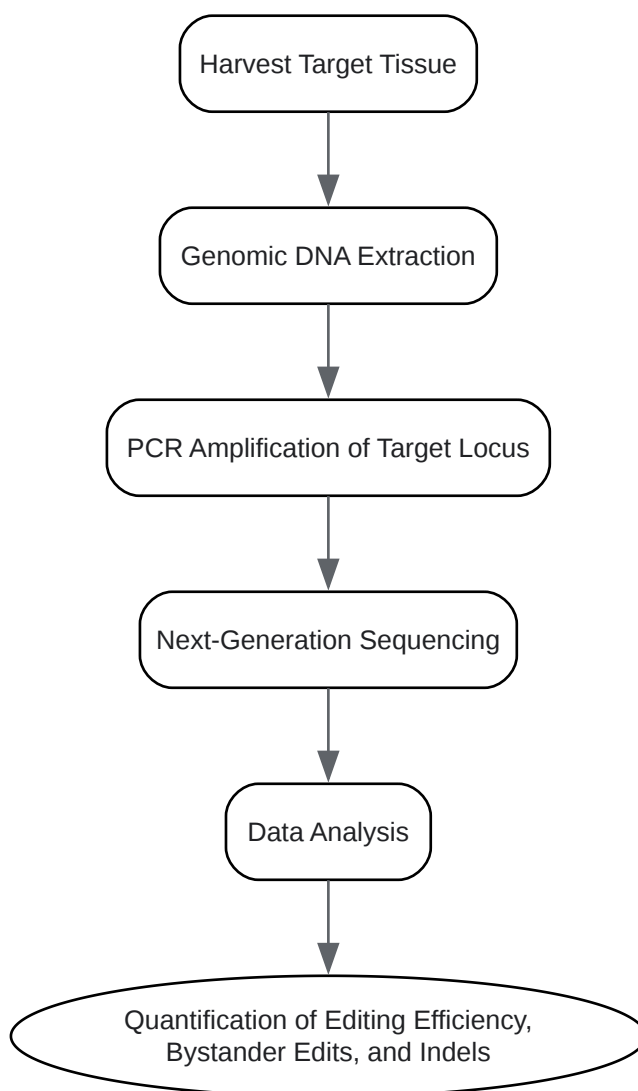 Harvest Target Tissue
Genomic DNA Extraction
PCR Amplification of Target Locus
Next-Generation Sequencing
Data Analysis
Quantification of Editing Efficiency,
Bystander Edits, and Indels